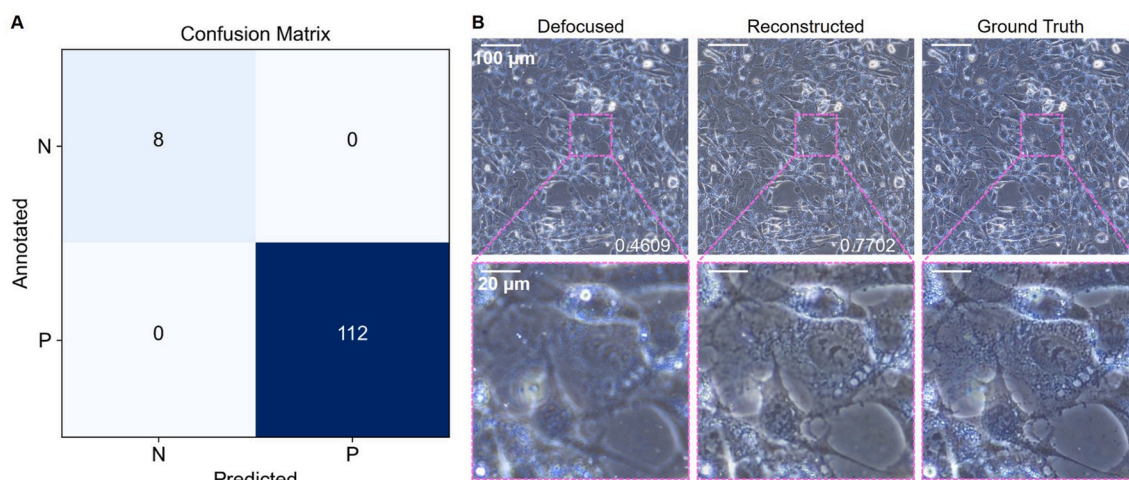 A
Confusion Matrix
N
8
0
P
0
112
N
P
Annotated
Predicted
B
Defocused
Reconstructed
Ground Truth
100 µm
0.4609
0.7702
20 µm